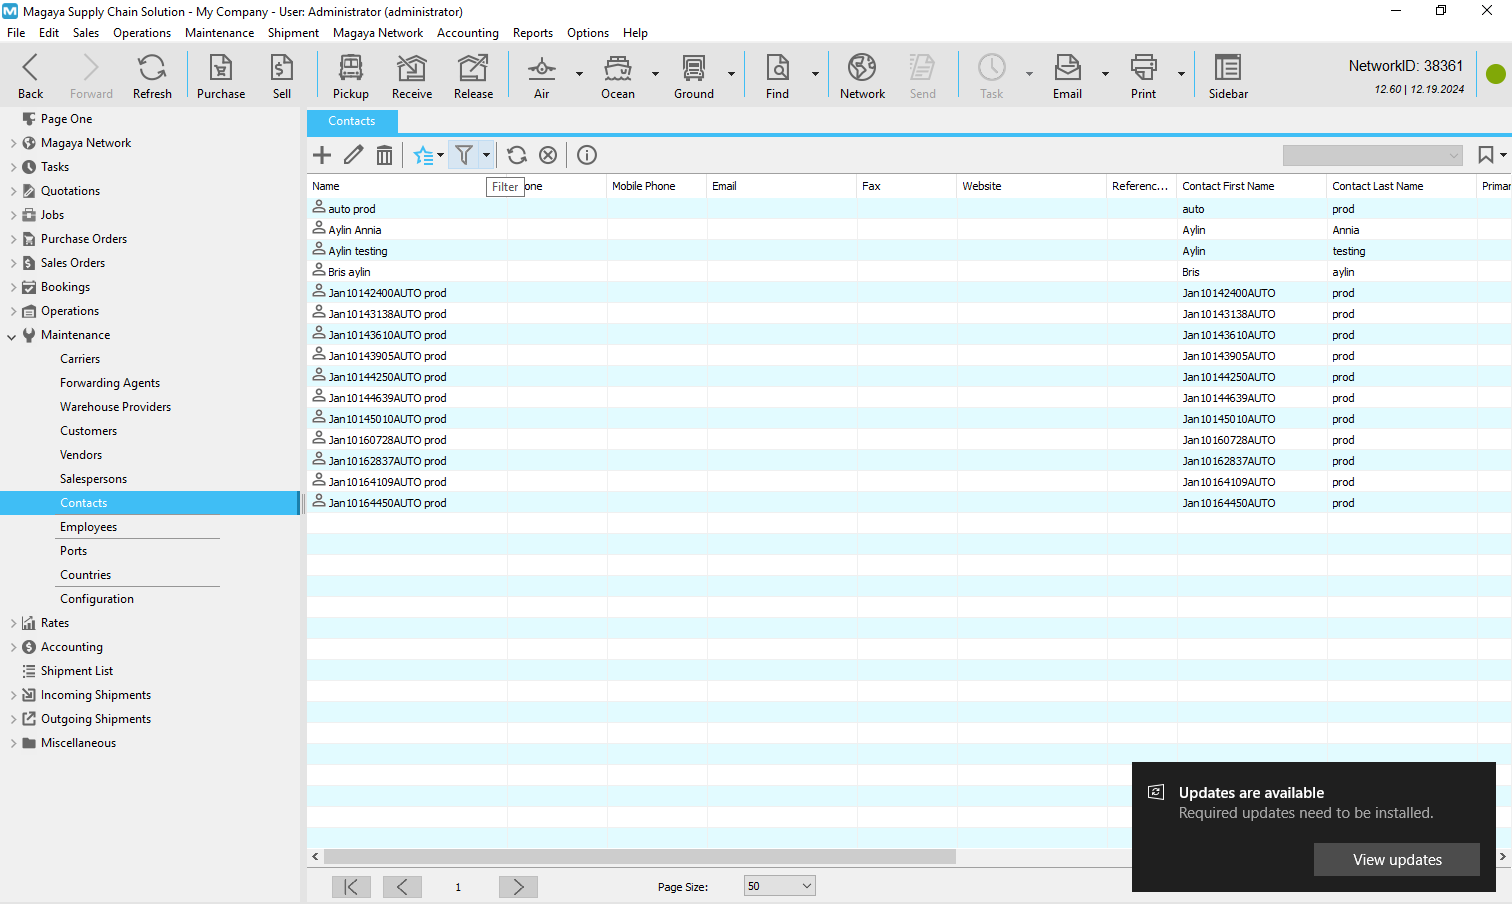 Magaya Supply Chain Solution - My Company - User: Administrator (administrator)
File Edit Sales Operations Maintenance Shipment Magaya Network Accounting Reports Options Help
Back Forward Refresh Purchase Sell Pickup Receive Release Air Ocean Ground Find Network Send Task Email Print Sidebar
NetworkID: 38361
12.60 | 12.19.2024
Page One
Magaya Network
Tasks
Quotations
Jobs
Purchase Orders
Sales Orders
Bookings
Operations
Maintenance
Carriers
Forwarding Agents
Warehouse Providers
Customers
Vendors
Salespersons
Contacts
Employees
Ports
Countries
Configuration
Rates
Accounting
Shipment List
Incoming Shipments
Outgoing Shipments
Miscellaneous
Contacts
Name Filter one Mobile Phone Email Fax Website Referenc... Contact First Name Contact Last Name Primar
auto prod auto prod
Aylin Annia Aylin Annia
Aylin testing Aylin testing
Bris aylin Bris aylin
Jan10142400AUTO prod Jan10142400AUTO prod
Jan10143138AUTO prod Jan10143138AUTO prod
Jan10143610AUTO prod Jan10143610AUTO prod
Jan10143905AUTO prod Jan10143905AUTO prod
Jan10144250AUTO prod Jan10144250AUTO prod
Jan10144639AUTO prod Jan10144639AUTO prod
Jan10145010AUTO prod Jan10145010AUTO prod
Jan10160728AUTO prod Jan10160728AUTO prod
Jan10162837AUTO prod Jan10162837AUTO prod
Jan10164109AUTO prod Jan10164109AUTO prod
Jan10164450AUTO prod Jan10164450AUTO prod
1 Page Size: 50
Updates are available
Required updates need to be installed.
View updates